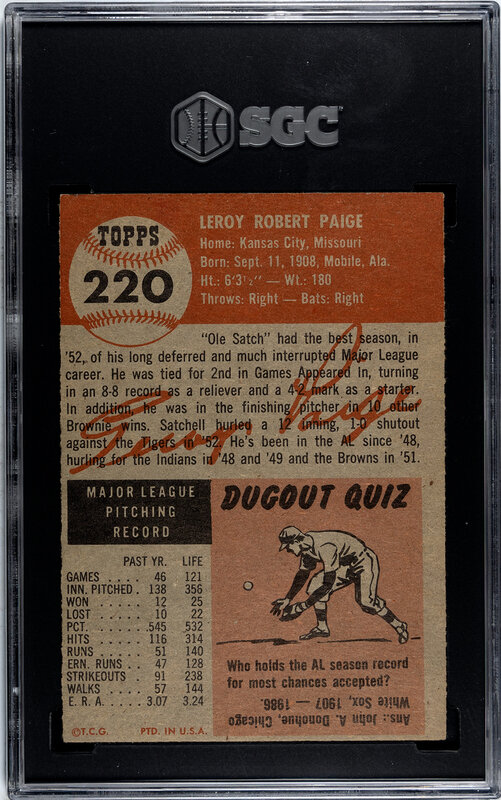 SGC
TOPPS
220
LEROY ROBERT PAIGE
Home: Kansas City, Missouri
Born: Sept. 11, 1908, Mobile, Ala.
Ht.: 6'3½" — Wt.: 180
Throws: Right — Bats: Right
"Ole Satch" had the best season, in
'52, of his long deferred and much interrupted Major League
career. He was tied for 2nd in Games Appeared In, turning
in an 8-8 record as a reliever and a 4-2 mark as a starter.
In addition, he was in the finishing pitcher in 10 other
Brownie wins. Satchell hurled a 12 inning, 1-0 shutout
against the Tigers in '52. He's been in the AL since '48,
hurling for the Indians in '48 and '49 and the Browns in '51.
MAJOR LEAGUE
PITCHING
RECORD
PAST YR. LIFE
GAMES . . . . 46 121
INN. PITCHED . 138 356
WON . . . . 12 25
LOST . . . . 10 22
PCT. . . . . .545 .532
HITS . . . . 116 314
RUNS . . . . 51 140
ERN. RUNS . . 47 128
STRIKEOUTS . . 91 238
WALKS . . . . 57 144
E. R. A. . . . . 3.07 3.24
©T.C.G. PTD. IN U.S.A.
DUGOUT QUIZ
Who holds the AL season record
for most chances accepted?
Ans.: John A. Donohue, Chicago
White Sox, 1907 — 1986.